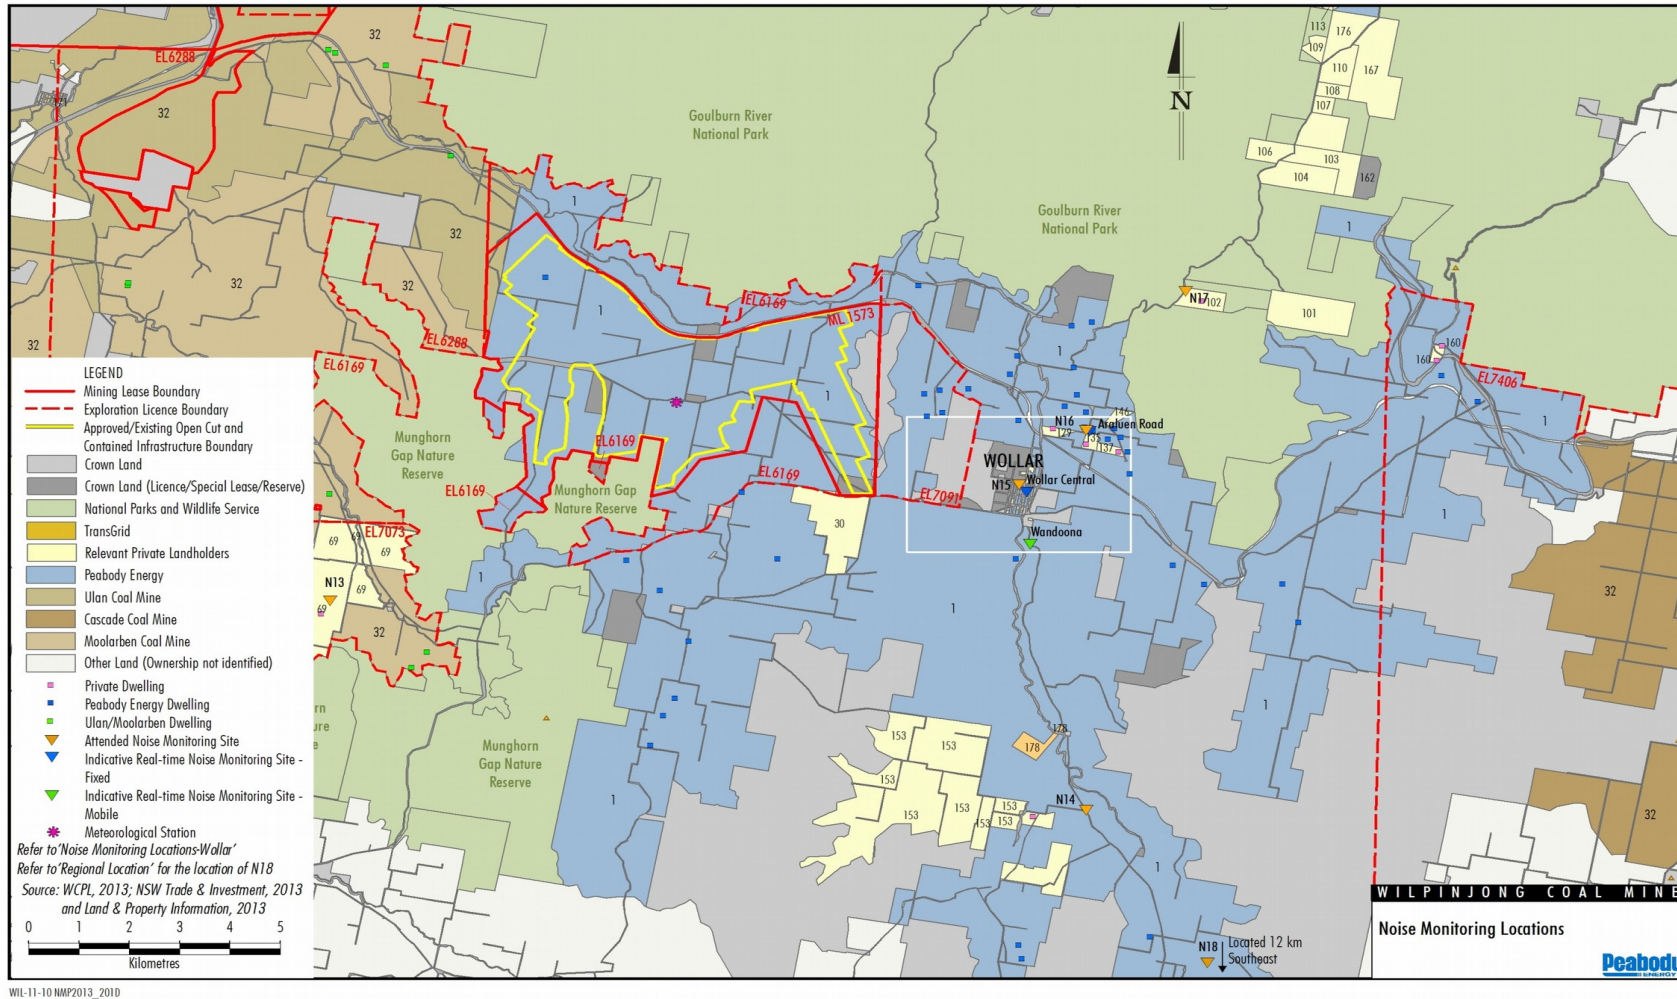 EL6288
32
113
176
109
110
167
108
107
Goulburn River
National Park
N
32
106
103
104
162
1
Goulburn River
National Park
1
32
32
32
EL6169
ML 1573
1
N17
102
101
32
EL6288
EL6169
1
160
160
EL7406
1
LEGEND
Mining Lease Boundary
Exploration Licence Boundary
Approved/Existing Open Cut and
Contained Infrastructure Boundary
Crown Land
Crown Land (Licence/Special Lease/Reserve)
National Parks and Wildlife Service
TransGrid
Relevant Private Landholders
Peabody Energy
Ulan Coal Mine
Cascade Coal Mine
Moolarben Coal Mine
Other Land (Ownership not identified)
Private Dwelling
Peabody Energy Dwelling
Ulan/Moolarben Dwelling
Attended Noise Monitoring Site
Indicative Real-time Noise Monitoring Site -
Fixed
Indicative Real-time Noise Monitoring Site -
Mobile
Meteorological Station
Refer to'Noise Monitoring Locations-Wollar'
Refer to'Regional Location' for the location of N18
Source: WCPL, 2013; NSW Trade & Investment, 2013
and Land & Property Information, 2013
0 1 2 3 4 5
Kilometres
1
146
N16
Araluen Road
129
135
137
Munghorn
Gap Nature
Reserve
EL6169
WOLLAR
EL6169
N15
Wollar Central
EL6169
Munghorn Gap
Nature Reserve
EL7091
30
Wandoona
1
EL7073
69
69
69
N13
69
69
1
1
32
32
1
Munghorn
Gap Nature
Reserve
153
153
178
178
153
153
153
153
153
153
N14
1
1
32
N18
Located 12 km
Southeast
WILPINJONG COAL MINE
Noise Monitoring Locations
Peabody
ENERGY
WIL-11-10 NMP2013_201D